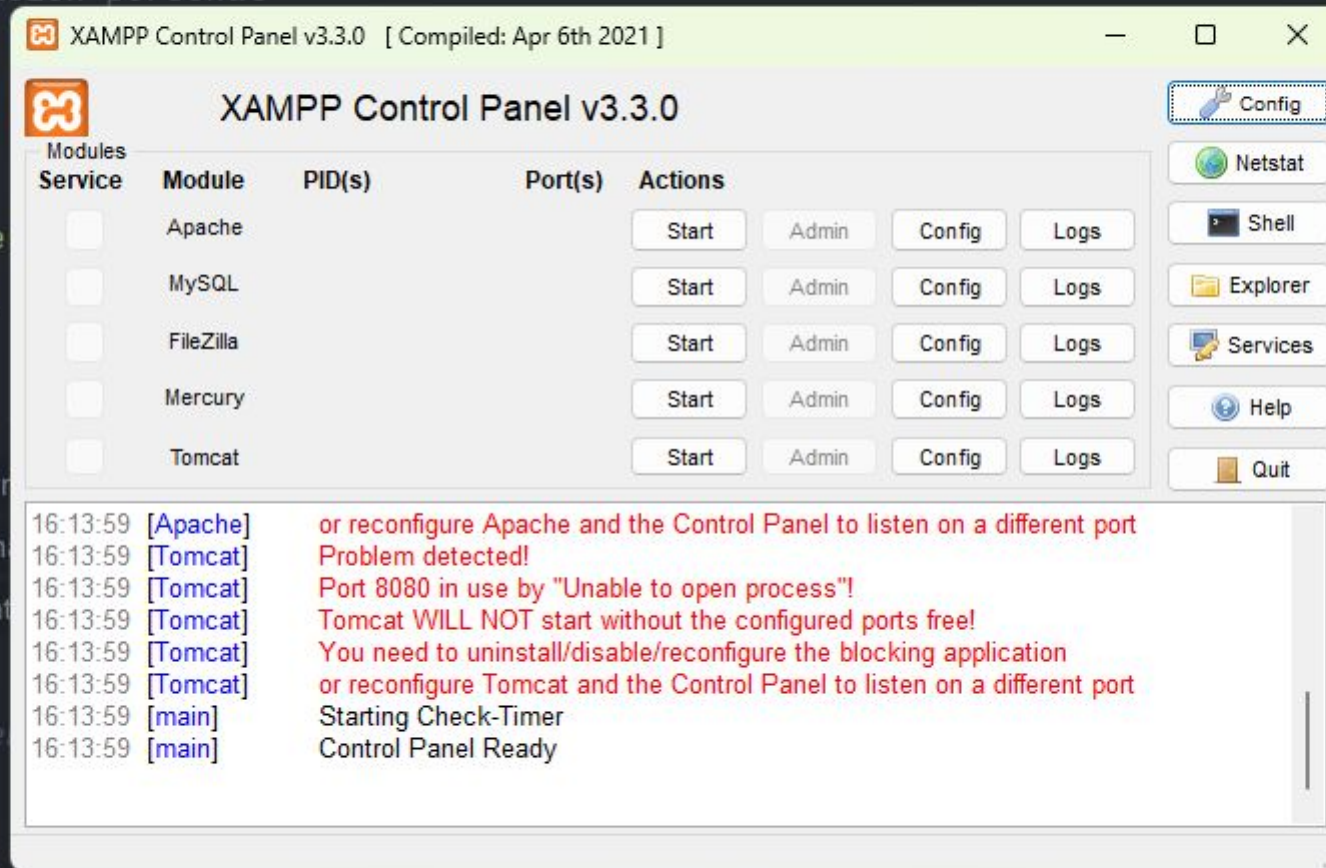 XAMPP Control Panel v3.3.0 [ Compiled: Apr 6th 2021 ]
XAMPP Control Panel v3.3.0
Modules
Service Module PID(s) Port(s) Actions
Apache Start Admin Config Logs
MySQL Start Admin Config Logs
FileZilla Start Admin Config Logs
Mercury Start Admin Config Logs
Tomcat Start Admin Config Logs
Config
Netstat
Shell
Explorer
Services
Help
Quit
16:13:59 [Apache] or reconfigure Apache and the Control Panel to listen on a different port
16:13:59 [Tomcat] Problem detected!
16:13:59 [Tomcat] Port 8080 in use by "Unable to open process"!
16:13:59 [Tomcat] Tomcat WILL NOT start without the configured ports free!
16:13:59 [Tomcat] You need to uninstall/disable/reconfigure the blocking application
16:13:59 [Tomcat] or reconfigure Tomcat and the Control Panel to listen on a different port
16:13:59 [main] Starting Check-Timer
16:13:59 [main] Control Panel Ready